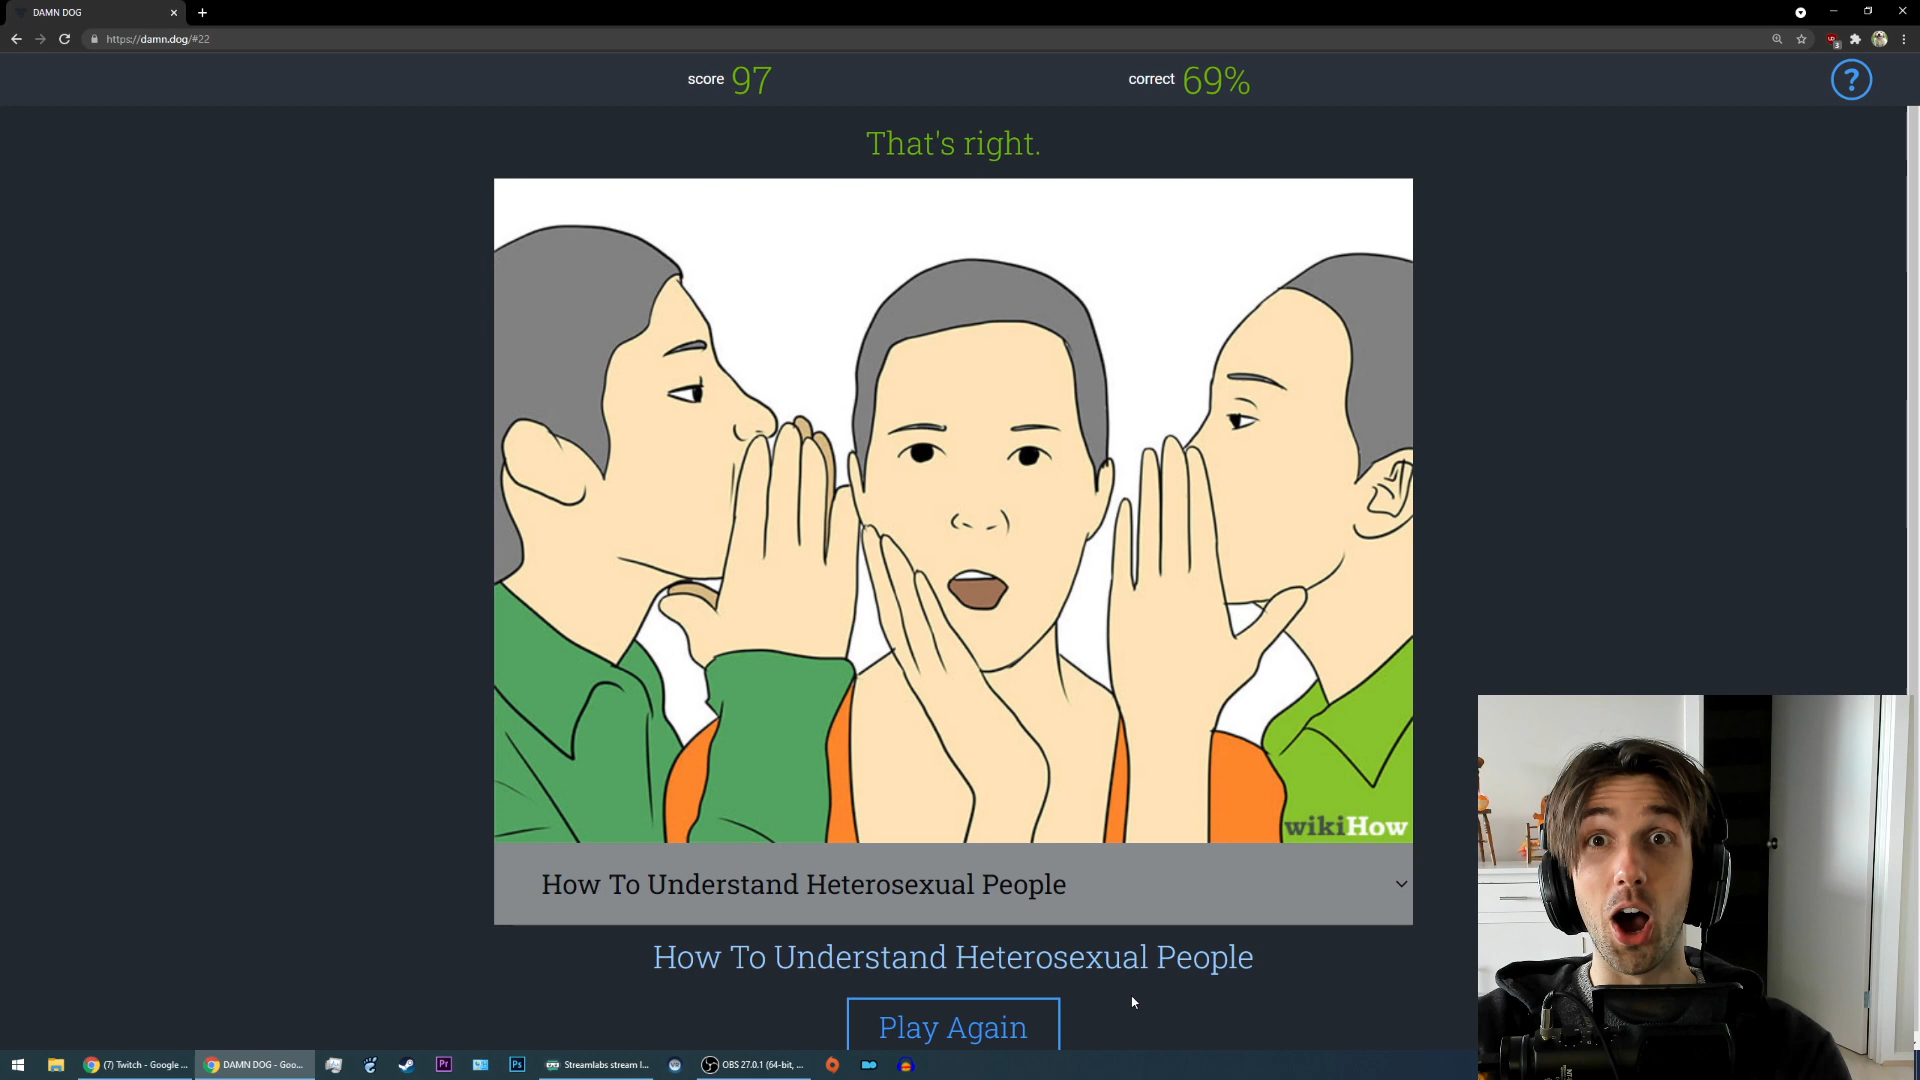 DAMN DOG
https://damn.dog/#22
score 97
correct 69%
?
That's right.
wikiHow
How To Understand Heterosexual People
How To Understand Heterosexual People
Play Again
(7) Twitch - Google ...
DAMN DOG - Goo...
Pr
Ps
Streamlabs stream l...
OBS 27.0.1 (64-bit, ...